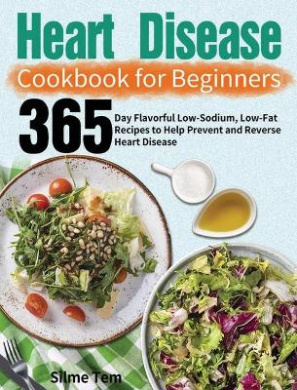 Heart Disease
Cookbook for Beginners
365
Day Flavorful Low-Sodium, Low-Fat
Recipes to Help Prevent and Reverse
Heart Disease
Silme Tem